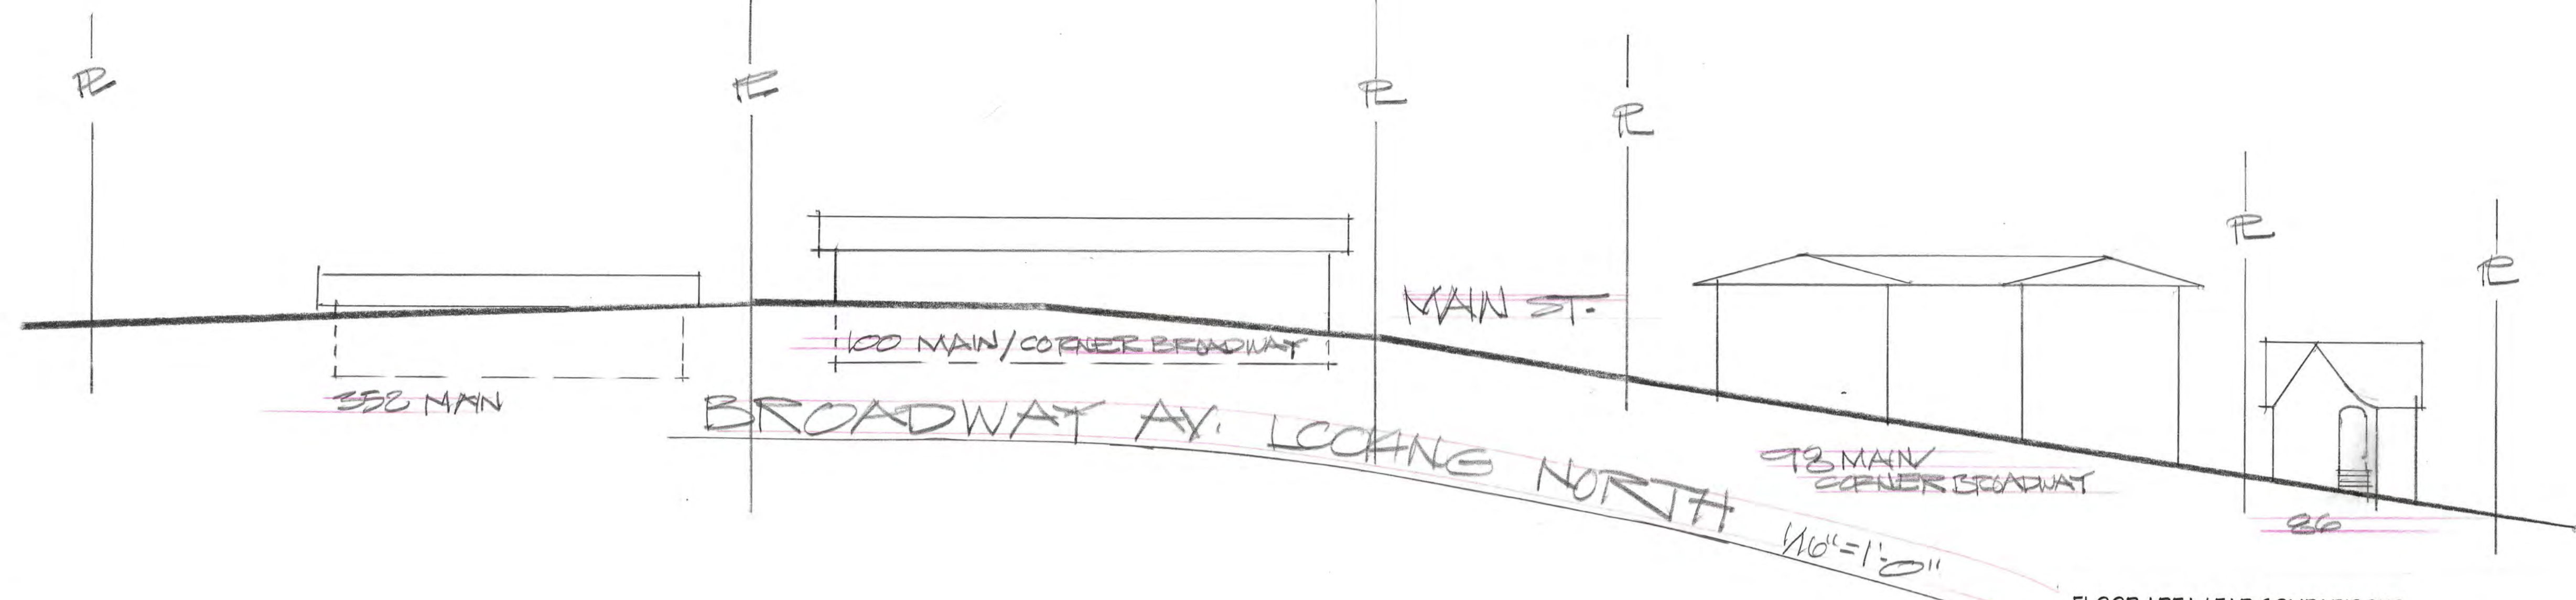 PL
PL
PL
PL
PL
PL
MAIN ST.
100 MAIN/CORNER BROADWAY
352 MAIN
BROADWAY AV. LOOKING NORTH
1/16"=1'-0"
98 MAIN/
CORNER BROADWAY
86